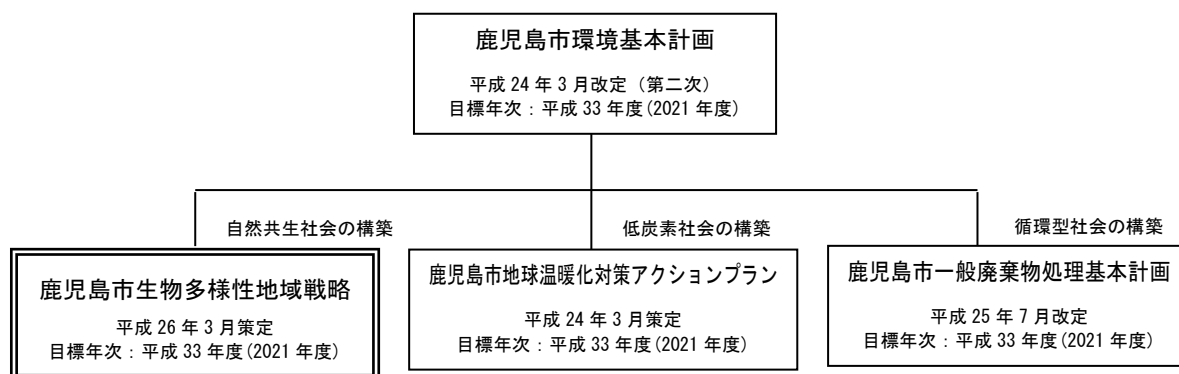 鹿児島市環境基本計画
平成 24 年 3 月改定（第二次）
目標年次：平成 33 年度(2021 年度)
自然共生社会の構築
低炭素社会の構築
循環型社会の構築
鹿児島市生物多様性地域戦略
平成 26 年 3 月策定
目標年次：平成 33 年度(2021 年度)
鹿児島市地球温暖化対策アクションプラン
平成 24 年 3 月策定
目標年次：平成 33 年度(2021 年度)
鹿児島市一般廃棄物処理基本計画
平成 25 年 7 月改定
目標年次：平成 33 年度(2021 年度)